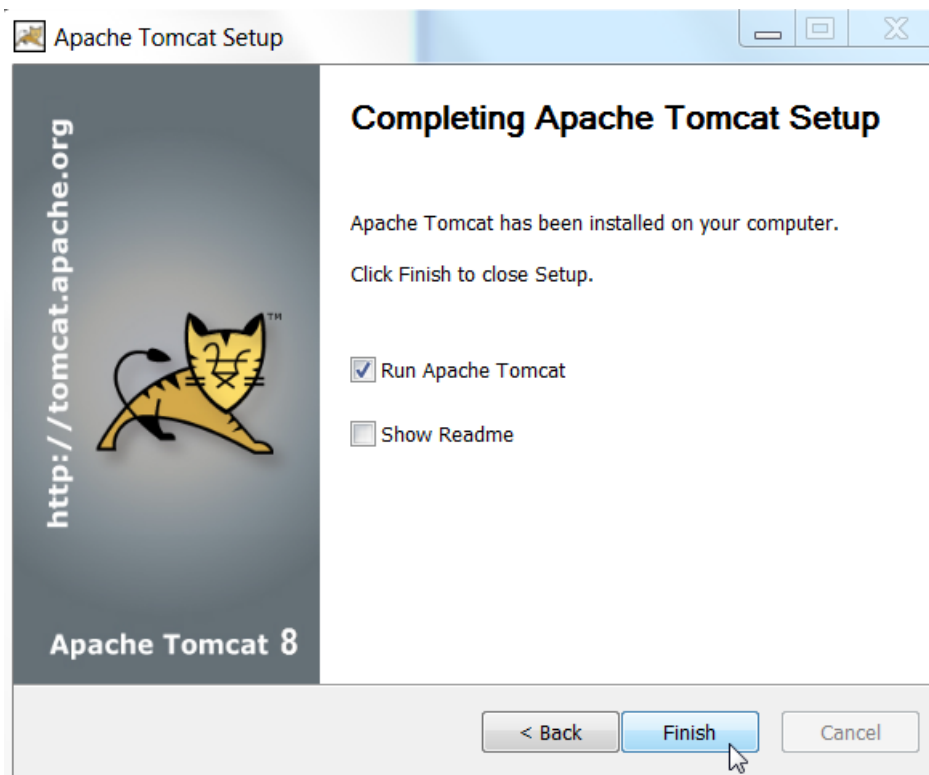 Apache Tomcat Setup
http://tomcat.apache.org
Completing Apache Tomcat Setup
Apache Tomcat has been installed on your computer.
Click Finish to close Setup.
Run Apache Tomcat
Show Readme
TM
Apache Tomcat 8
< Back
Finish
Cancel